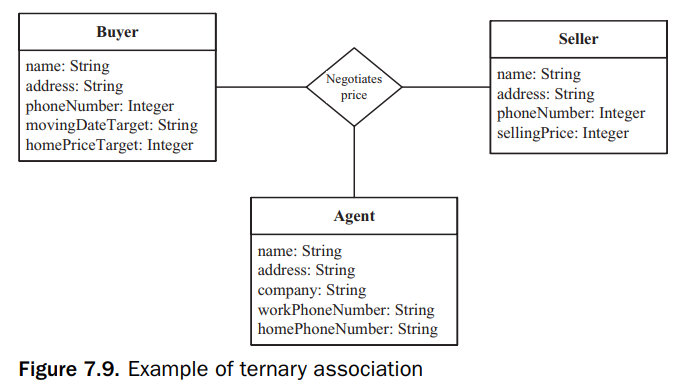 Buyer
name: String
address: String
phoneNumber: Integer
movingDateTarget: String
homePriceTarget: Integer
Negotiates
price
Seller
name: String
address: String
phoneNumber: Integer
sellingPrice: Integer
Agent
name: String
address: String
company: String
workPhoneNumber: String
homePhoneNumber: String
Figure 7.9. Example of ternary association